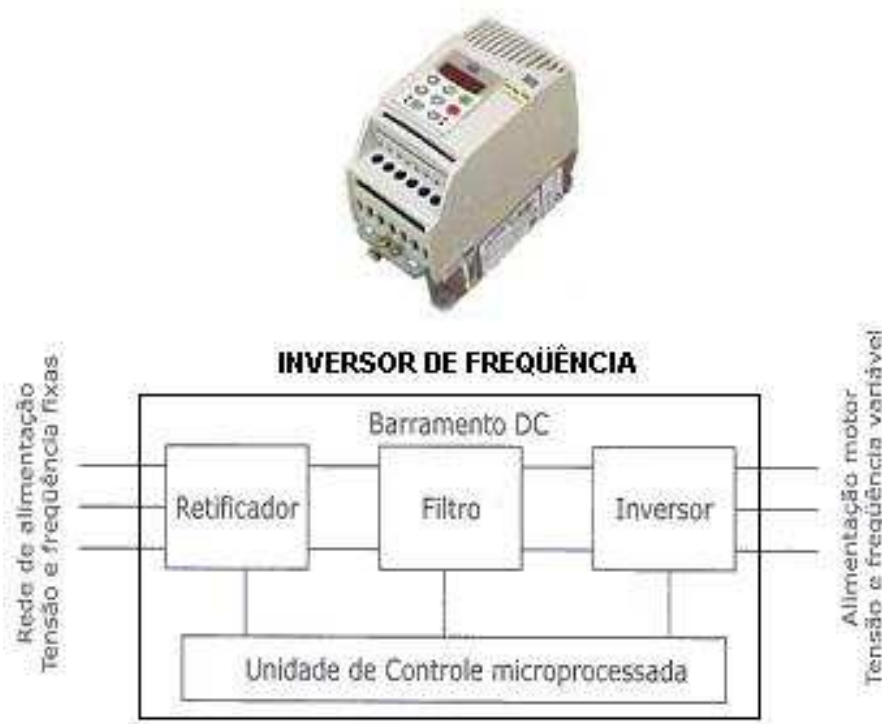 INVERSOR DE FREQÜÊNCIA
Rede de alimentação
Tensão e freqüência fixas
Barramento DC
Retificador
Filtro
Inversor
Unidade de Controle microprocessada
Alimentação motor
Tensão e freqüência variável